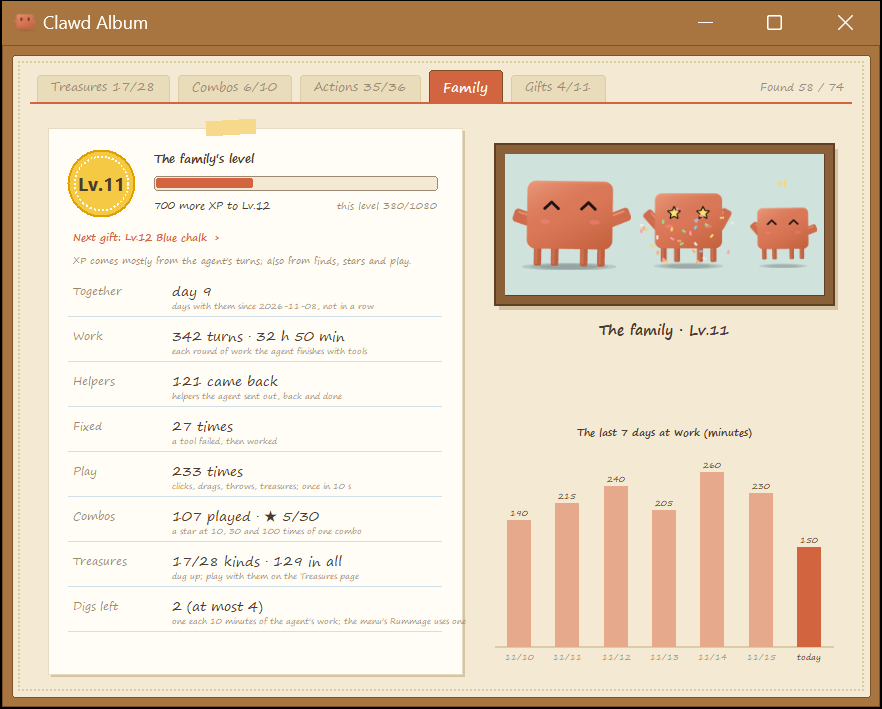 Clawd Album
Treasures 17/28
Combos 6/10
Actions 35/36
Family
Gifts 4/11
Found 58 / 74
Lv.11
The family's level
700 more XP to Lv.12
this level 380/1080
Next gift: Lv.12 Blue chalk ›
XP comes mostly from the agent's turns; also from finds, stars and play.
Together
day 9
days with them since 2026-11-08, not in a row
Work
342 turns · 32 h 50 min
each round of work the agent finishes with tools
Helpers
121 came back
helpers the agent sent out, back and done
Fixed
27 times
a tool failed, then worked
Play
233 times
clicks, drags, throws, treasures; once in 10 s
Combos
107 played · ★ 5/30
a star at 10, 30 and 100 times of one combo
Treasures
17/28 kinds · 129 in all
dug up; play with them on the Treasures page
Digs left
2 (at most 4)
one each 10 minutes of the agent's work; the menu's Rummage uses one
The family · Lv.11
The last 7 days at Work (minutes)
190
215
240
205
260
230
150
11/10
11/11
11/12
11/13
11/14
11/15
today